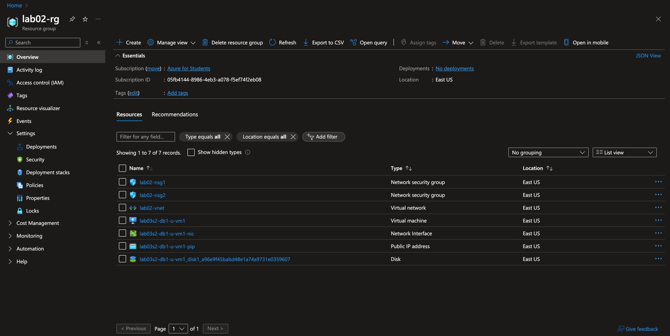 Home >
lab02-rg
Resource group
Search
Overview
Activity log
Access control (IAM)
Tags
Resource visualizer
Events
Settings
Deployments
Security
Deployment stacks
Policies
Properties
Locks
Cost Management
Monitoring
Automation
Help
Create Manage view Delete resource group Refresh Export to CSV Open query Assign tags Move Delete Export template Open in mobile
Essentials JSON View
Subscription (move) : Azure for Students Deployments : No deployments
Subscription ID : 05fb4144-8986-4eb3-a078-f5ef74f2eb08 Location : East US
Tags (edit) : Add tags
Resources Recommendations
Filter for any field... Type equals all Location equals all Add filter
Showing 1 to 7 of 7 records. Show hidden types No grouping List view
Name Type Location
lab02-nsg1 Network security group East US
lab02-nsg2 Network security group East US
lab02-vnet Virtual network East US
lab03s2-db1-u-vm1 Virtual machine East US
lab03s2-db1-u-vm1-nic Network Interface East US
lab03s2-db1-u-vm1-pip Public IP address East US
lab03s2-db1-u-vm1_disk1_a96e9f45babd48e1a74a9731e0359607 Disk East US
< Previous Page 1 of 1 Next > Give feedback